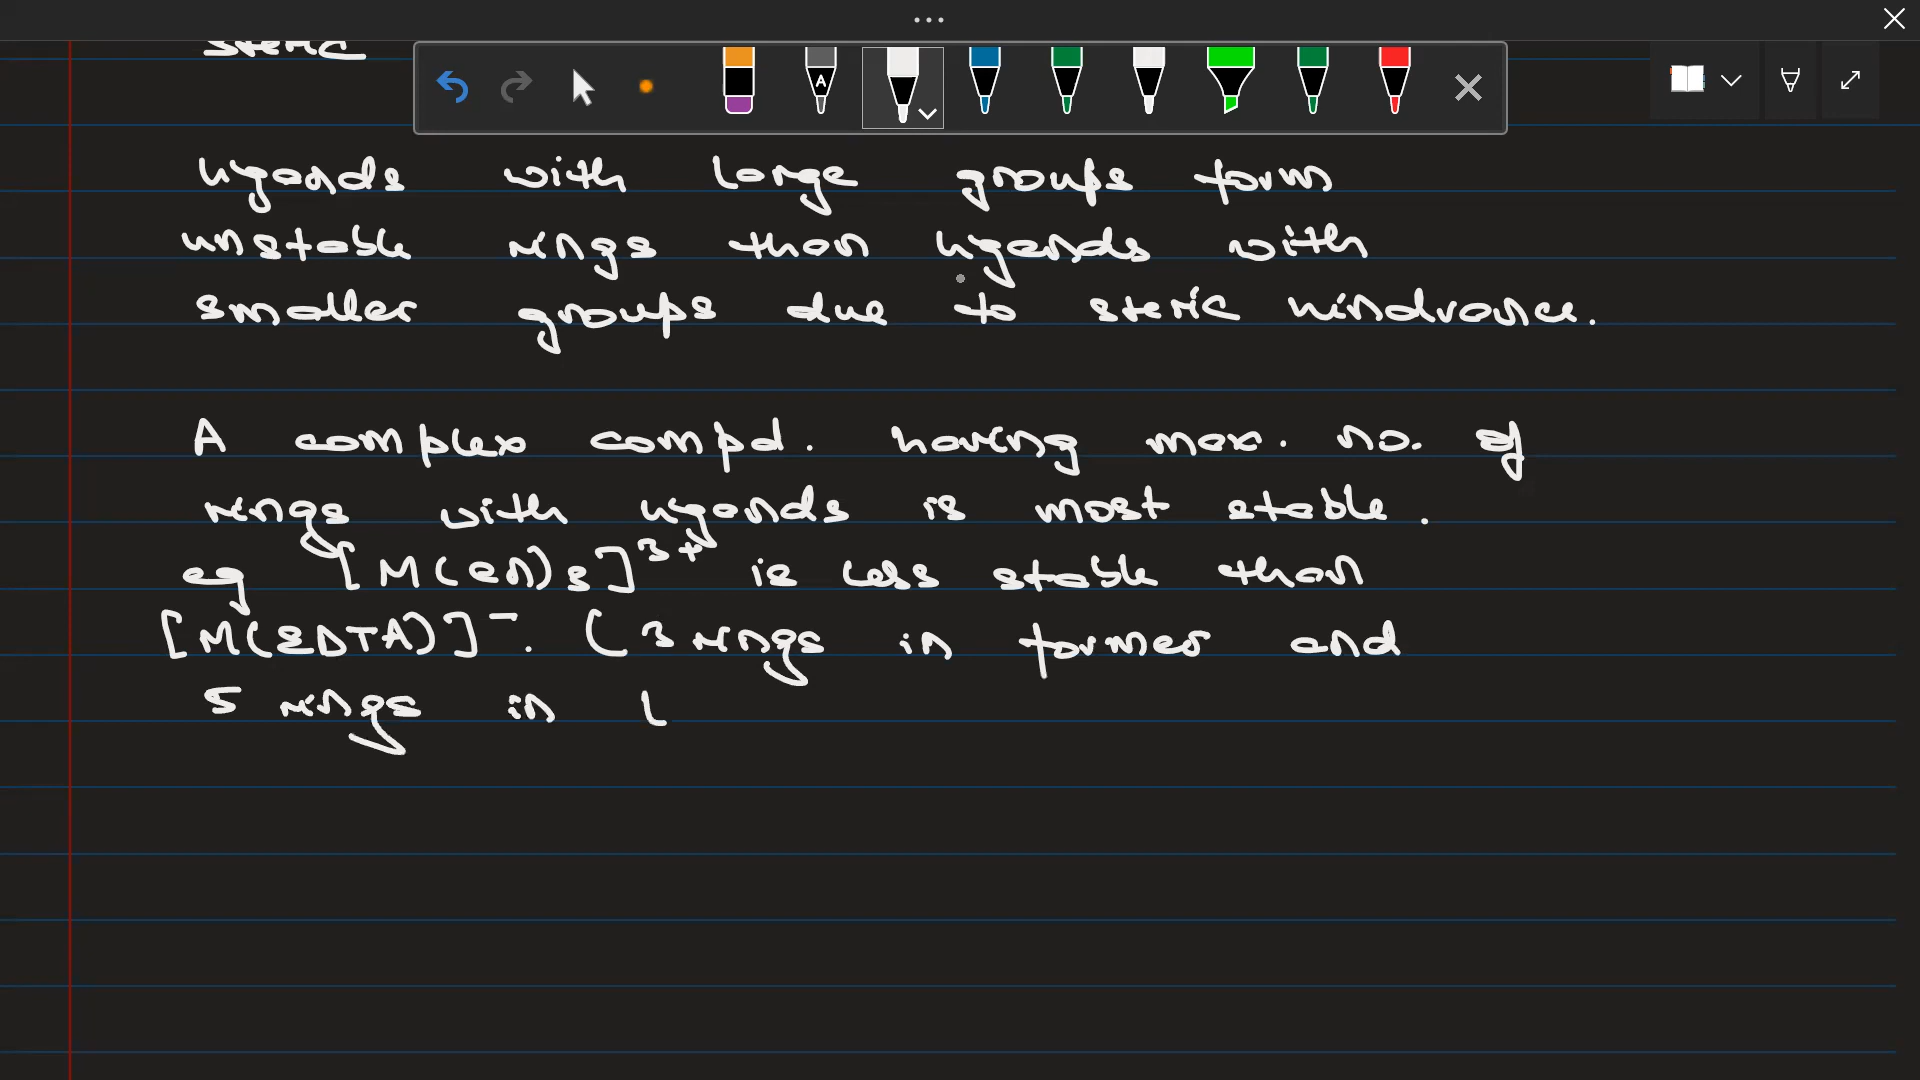 steric
ligands with large groups form
unstable rings than ligands with
smaller groups due to steric hindrance.
A complex compd. having max. no. of
rings with ligands is most stable.
eg [M(en)3]3+ is less stable than
[M(EDTA)]-. (3 rings in former and
5 rings in l